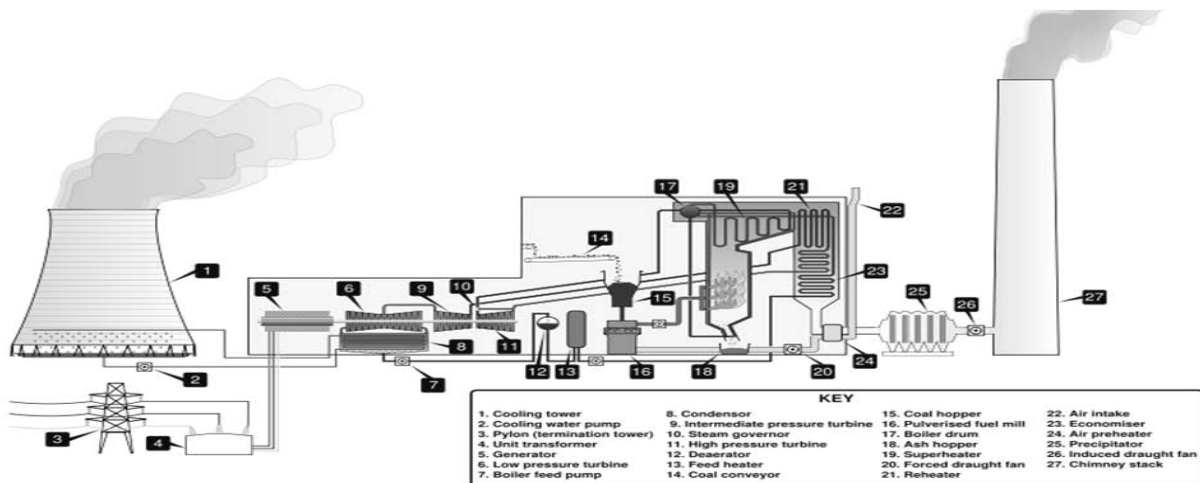 17
19
21
22
14
1
10
5
6
9
23
15
25
26
27
8
11
2
7
12
13
16
18
20
24
3
4
KEY
1. Cooling tower
2. Cooling water pump
3. Pylon (termination tower)
4. Unit transformer
5. Generator
6. Low pressure turbine
7. Boiler feed pump
8. Condensor
9. Intermediate pressure turbine
10. Steam governor
11. High pressure turbine
12. Deaerator
13. Feed heater
14. Coal conveyor
15. Coal hopper
16. Pulverised fuel mill
17. Boiler drum
18. Ash hopper
19. Superheater
20. Forced draught fan
21. Reheater
22. Air intake
23. Economiser
24. Air preheater
25. Precipitator
26. Induced draught fan
27. Chimney stack